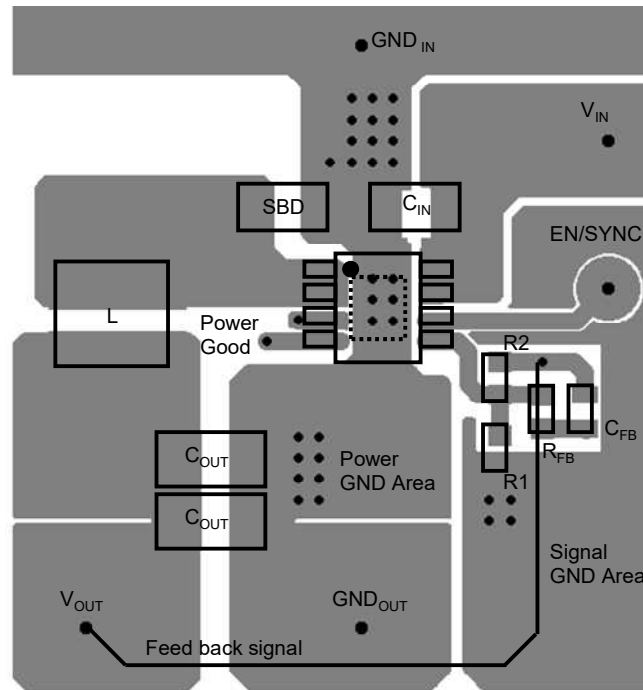 GND IN
V IN
SBD
C IN
EN/SYNC
L
Power
Good
R2
C FB
C OUT
Power
GND Area
R FB
R1
C OUT
Signal
GND Area
V OUT
GND OUT
Feed back signal